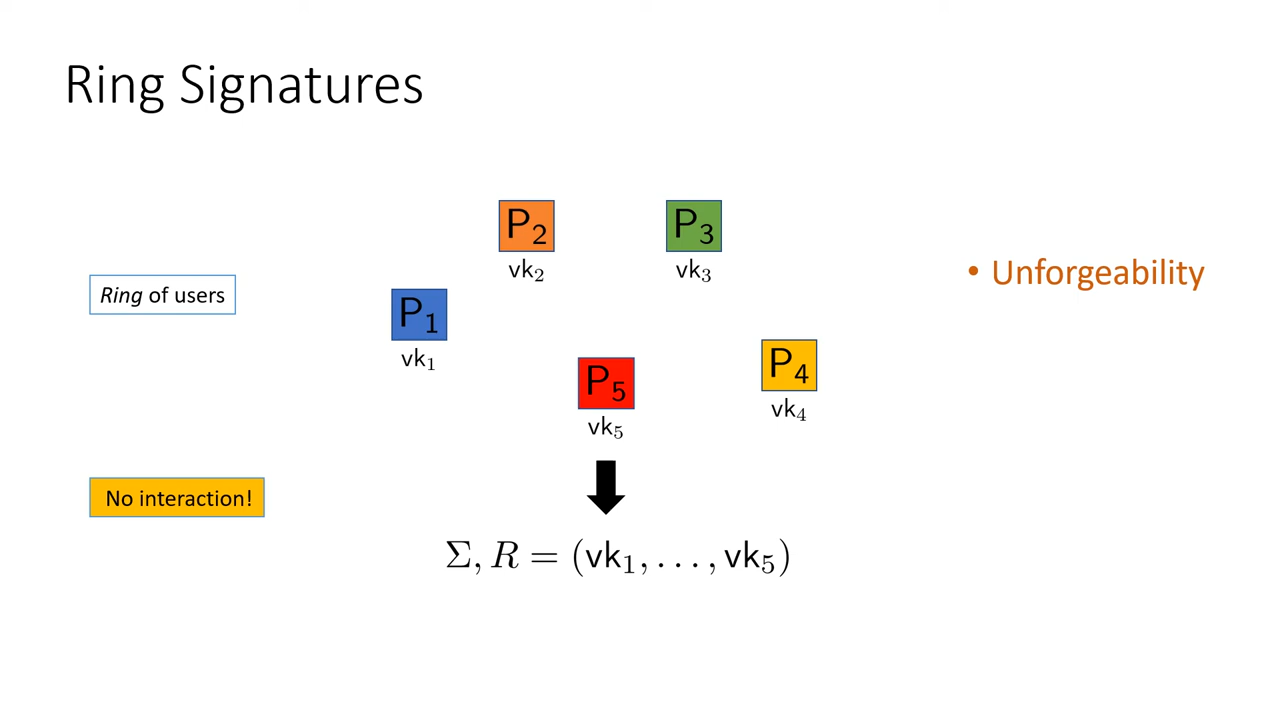 Ring Signatures
P₂
P₃
vk₂
vk₃
• Unforgeability
Ring of users
P₁
vk₁
P₅
P₄
vk₅
vk₄
No interaction!
Σ, R = (vk₁, . . . , vk₅)